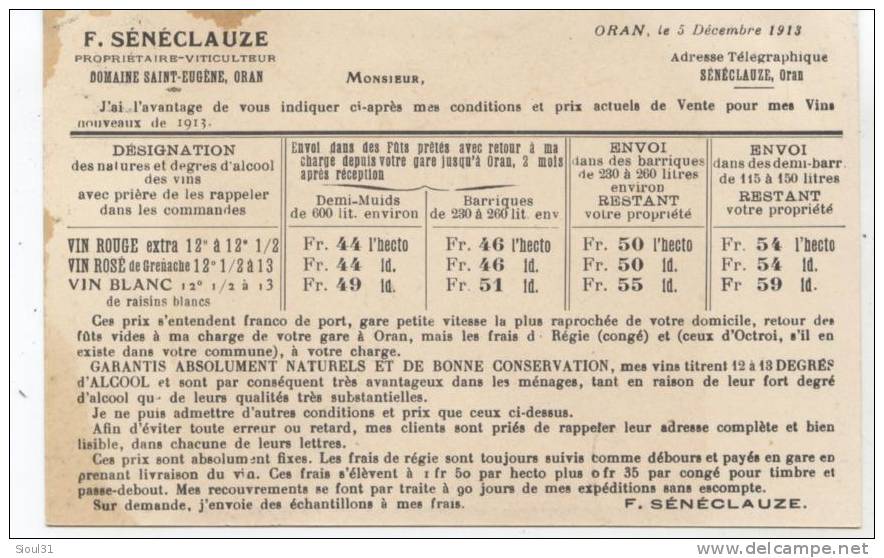 F. SÉNÉCLAUZE
PROPRIÉTAIRE-VITICULTEUR
DOMAINE SAINT-EUGÈNE, ORAN
ORAN, le 5 Décembre 1913
Adresse Télégraphique
SÉNÉCLAUZE, Oran
MONSIEUR,
J'ai l'avantage de vous indiquer ci-après mes conditions et prix actuels de Vente pour mes Vins
nouveaux de 1913.
DÉSIGNATION
des natures et degrés d'alcool
des vins
avec prière de les rappeler
dans les commandes
Envoi dans des Fûts prêtés avec retour à ma
charge depuis votre gare jusqu'à Oran, 2 mois
après réception
Demi-Muids
de 600 lit. environ
Barriques
de 230 à 260 lit. env
ENVOI
dans des barriques
de 230 à 260 litres
environ
RESTANT
votre propriété
ENVOI
dans des demi-barr.
de 115 à 150 litres
RESTANT
votre propriété
VIN ROUGE extra 12° à 12° 1/2 Fr. 44 l'hecto Fr. 46 l'hecto Fr. 50 l'hecto Fr. 54 l'hecto
VIN ROSÉ de Grenache 12° 1/2 à 13 Fr. 44 Id. Fr. 46 Id. Fr. 50 Id. Fr. 54 Id.
VIN BLANC 12° 1/2 à 13 Fr. 49 Id. Fr. 51 Id. Fr. 55 Id. Fr 59 Id.
de raisins blancs
Ces prix s'entendent franco de port, gare petite vitesse la plus raprochée de votre domicile, retour des
fûts vides à ma charge de votre gare à Oran, mais les frais d Régie (congé) et (ceux d'Octroi, s'il en
existe dans votre commune), à votre charge.
GARANTIS ABSOLUMENT NATURELS ET DE BONNE CONSERVATION, mes vins titrent 12 à 13 DEGRÉS
D'ALCOOL et sont par conséquent très avantageux dans les ménages, tant en raison de leur fort degré
d'alcool qu de leurs qualités très substantielles.
Je ne puis admettre d'autres conditions et prix que ceux ci-dessus.
Afin d'éviter toute erreur ou retard, mes clients sont priés de rappeler leur adresse complète et bien
lisible, dans chacune de leurs lettres.
Ces prix sont absolument fixes. Les frais de régie sont toujours suivis comme débours et payés en gare en
prenant livraison du vin. Ces frais s'élèvent à 1 fr 50 par hecto plus 0 fr 35 par congé pour timbre et
passe-debout. Mes recouvrements se font par traite à 90 jours de mes expéditions sans escompte.
Sur demande, j'envoie des échantillons à mes frais.
F. SÉNÉCLAUZE.
Sioul31
delcampe.net